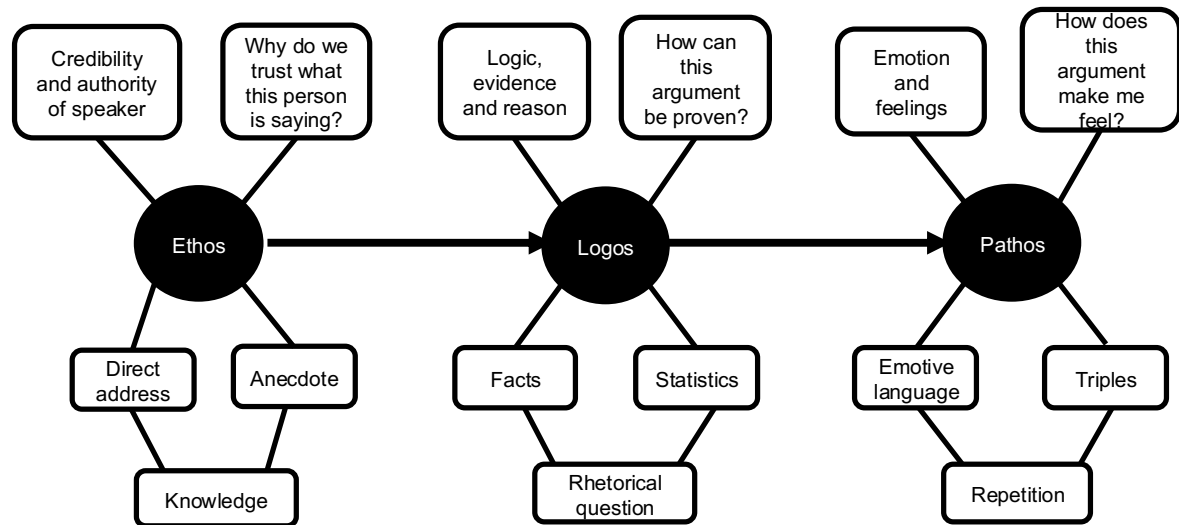 Credibility
and authority
of speaker
Why do we
trust what
this person
is saying?
Logic,
evidence
and reason
How can
this
argument
be proven?
Emotion
and
feelings
How does
this
argument
make me
feel?
Ethos
Logos
Pathos
Direct
address
Anecdote
Facts
Statistics
Emotive
language
Triples
Knowledge
Rhetorical
question
Repetition